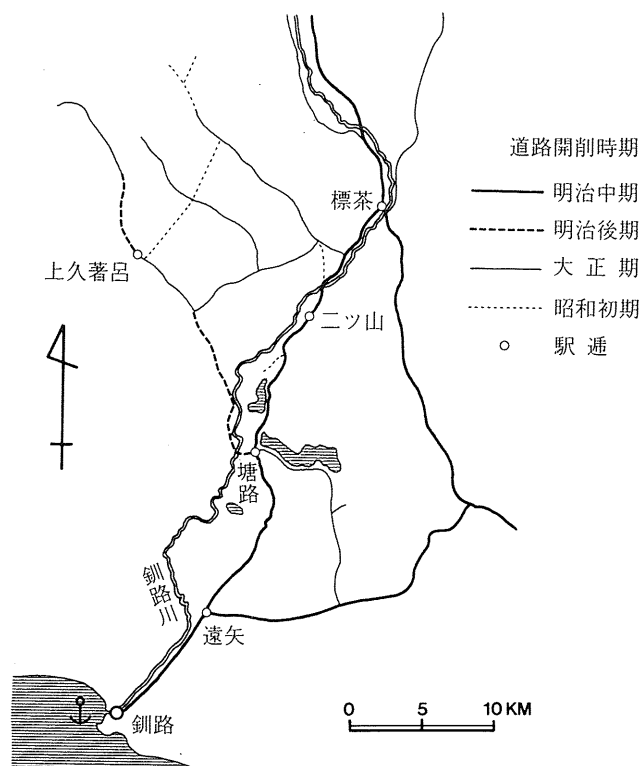 道路開削時期
明治中期
明治後期
大正期
昭和初期
駅逓
標茶
上久著呂
二ツ山
塘路
釧路川
遠矢
釧路
0 5 10 KM